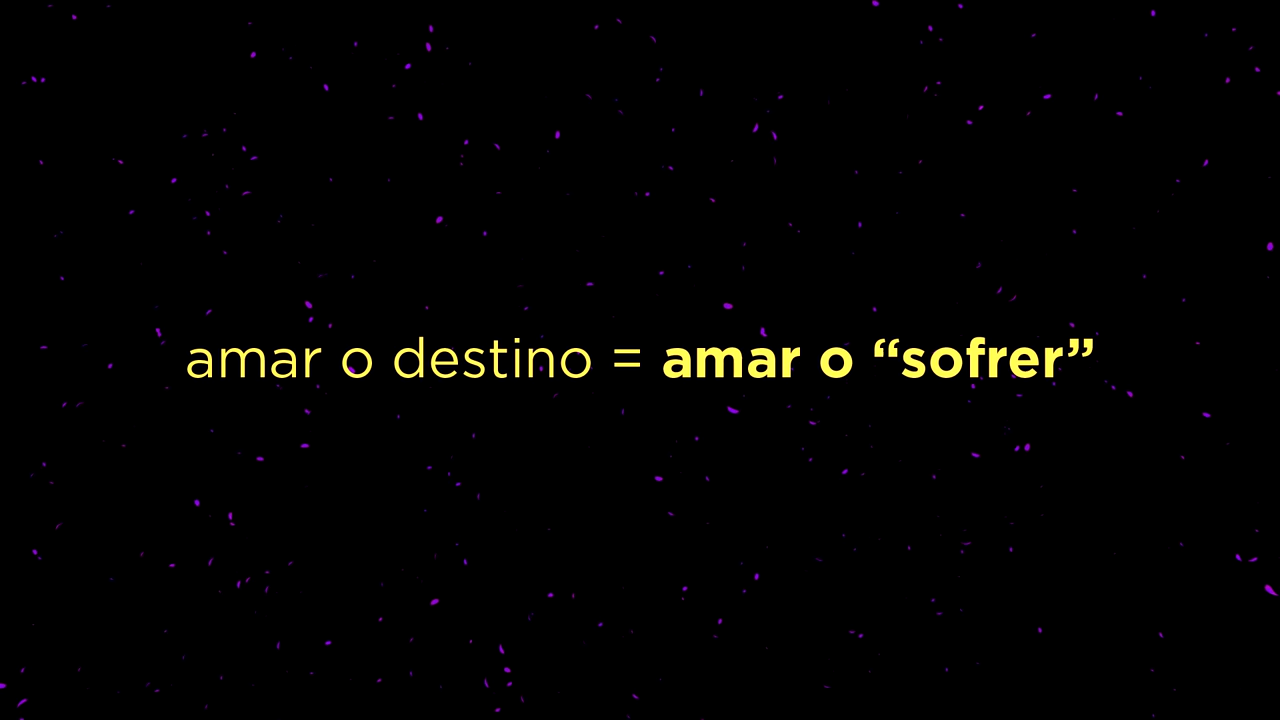 amar o destino = amar o “sofrer”